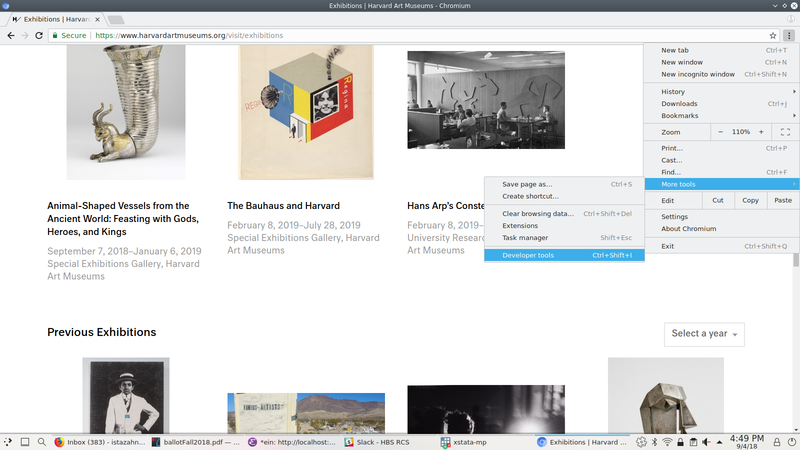 Exhibitions | Harvard Art Museums - Chromium
Exhibitions | Harvar
Secure | https://www.harvardartmuseums.org/visit/exhibitions
New tab Ctrl+T
New window Ctrl+N
New incognito window Ctrl+Shift+N
History
Downloads Ctrl+J
Bookmarks
Zoom − 110% +
Print... Ctrl+P
Cast...
Find... Ctrl+F
More tools
Edit Cut Copy Paste
Settings
About Chromium
Exit Ctrl+Shift+Q
Save page as... Ctrl+S
Create shortcut...
Clear browsing data... Ctrl+Shift+Del
Extensions
Task manager Shift+Esc
Developer tools Ctrl+Shift+I
REGINA
Regina
Animal-Shaped Vessels from the
Ancient World: Feasting with Gods,
Heroes, and Kings
September 7, 2018–January 6, 2019
Special Exhibitions Gallery, Harvard
Art Museums
The Bauhaus and Harvard
February 8, 2019–July 28, 2019
Special Exhibitions Gallery, Harvard
Art Museums
Hans Arp's Conste
February 8, 2019–
University Resear
Art Museums
Previous Exhibitions
Select a year
Inbox (383) - istazahn...
ballotFall2018.pdf — ...
*ein: http://localhost:...
Slack - HBS RCS
xstata-mp
Exhibitions | Harvard ...
4:49 PM
9/4/18